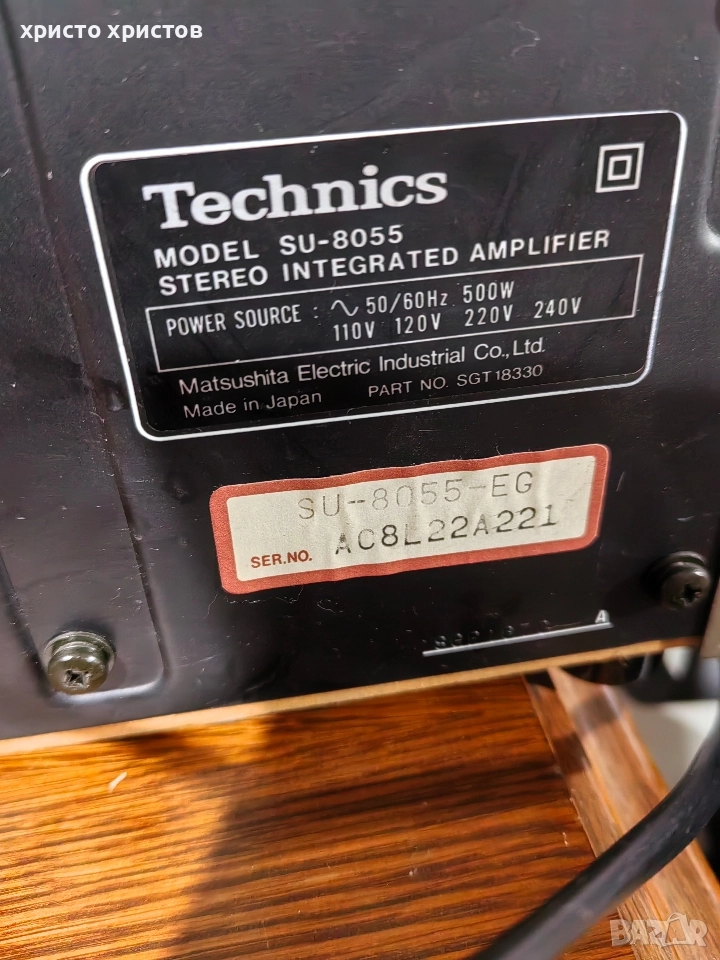 христо христов
Technics
MODEL SU-8055
STEREO INTEGRATED AMPLIFIER
POWER SOURCE : ∿ 50/60Hz 500W
110V 120V 220V 240V
Matsushita Electric Industrial Co., Ltd.
Made in Japan PART NO. SGT18330
SU-8055-EG
SER.NO. AC8L22A221
A
BAZAR